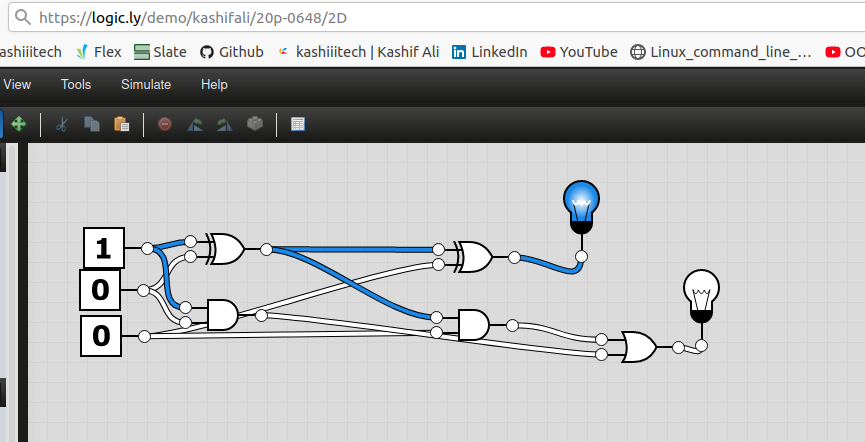 https://logic.ly/demo/kashifali/20p-0648/2D
ashiiitech Flex Slate Github kashiiitech | Kashif Ali LinkedIn YouTube Linux_command_line_... OO
View Tools Simulate Help
1
0
0